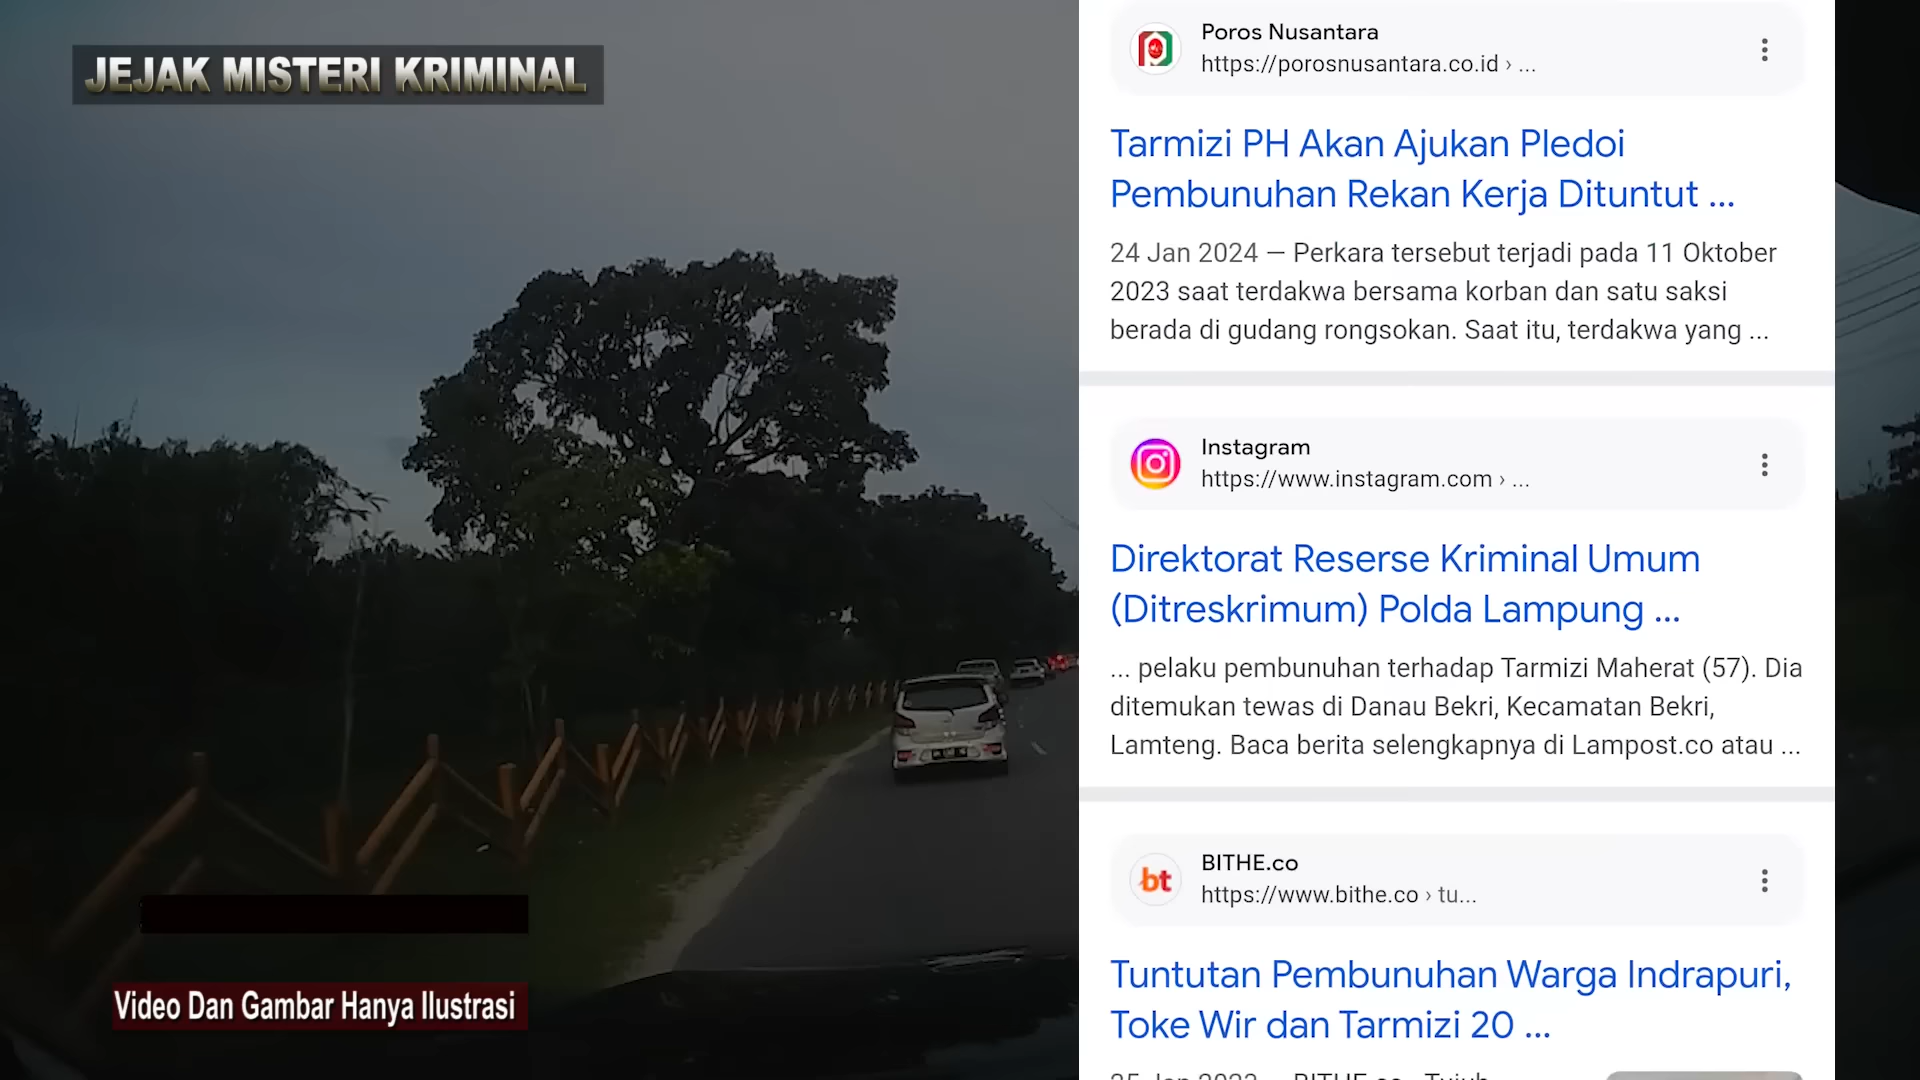 JEJAK MISTERI KRIMINAL
Video Dan Gambar Hanya Ilustrasi
Poros Nusantara
https://porosnusantara.co.id › ...
Tarmizi PH Akan Ajukan Pledoi
Pembunuhan Rekan Kerja Dituntut ...
24 Jan 2024 — Perkara tersebut terjadi pada 11 Oktober
2023 saat terdakwa bersama korban dan satu saksi
berada di gudang rongsokan. Saat itu, terdakwa yang ...
Instagram
https://www.instagram.com › ...
Direktorat Reserse Kriminal Umum
(Ditreskrimum) Polda Lampung ...
... pelaku pembunuhan terhadap Tarmizi Maherat (57). Dia
ditemukan tewas di Danau Bekri, Kecamatan Bekri,
Lamteng. Baca berita selengkapnya di Lampost.co atau ...
bt
BITHE.co
https://www.bithe.co › tu...
Tuntutan Pembunuhan Warga Indrapuri,
Toke Wir dan Tarmizi 20 ...